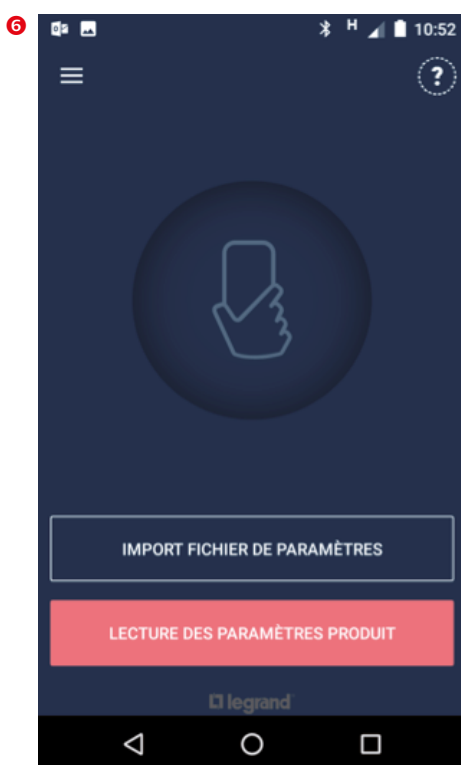 6
H 10:52
?
IMPORT FICHIER DE PARAMÈTRES
LECTURE DES PARAMÈTRES PRODUIT
legrand